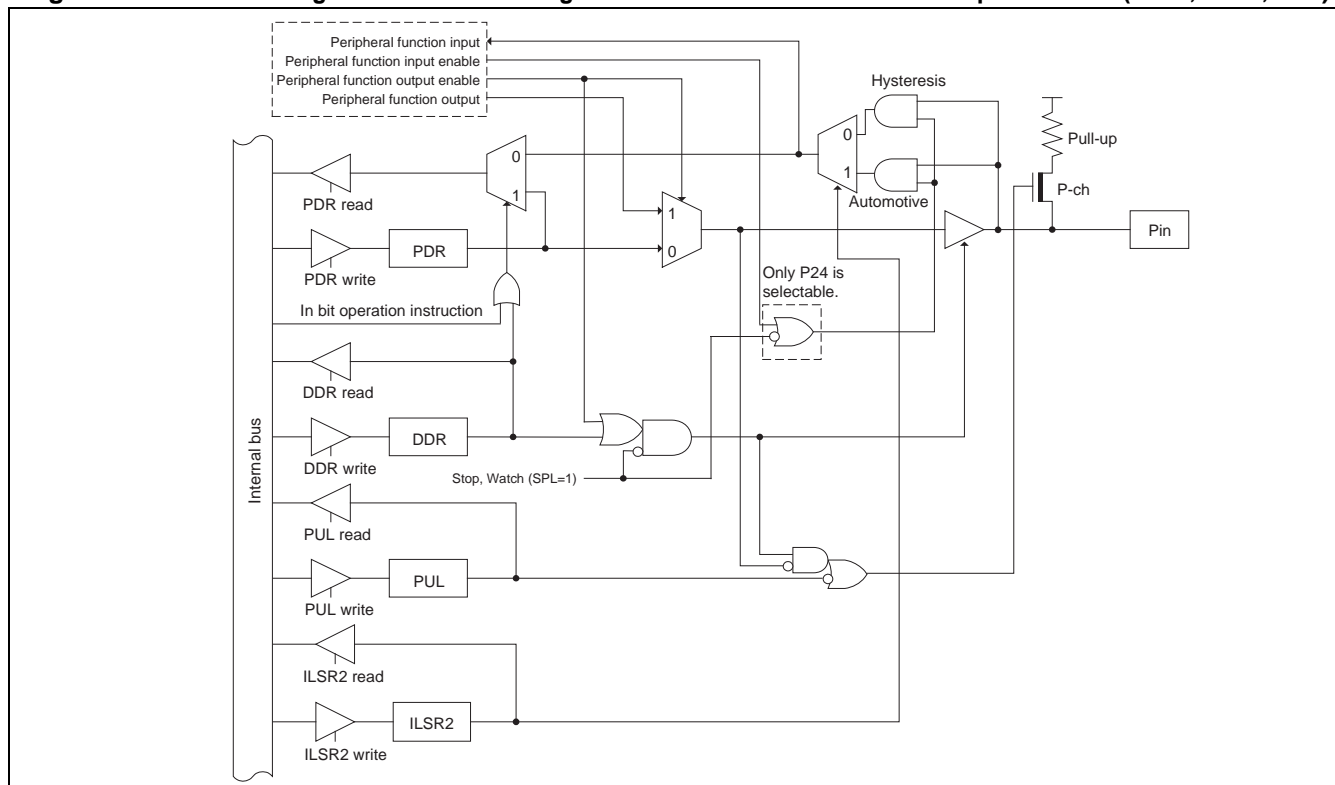 Peripheral function input
Peripheral function input enable
Peripheral function output enable
Peripheral function output
Hysteresis
Pull-up
0
1
Automotive
P-ch
0
1
PDR read
1
0
Pin
PDR
PDR write
Only P24 is
selectable.
In bit operation instruction
DDR read
DDR
DDR write
Stop, Watch (SPL=1)
Internal bus
PUL read
PUL
PUL write
ILSR2 read
ILSR2
ILSR2 write